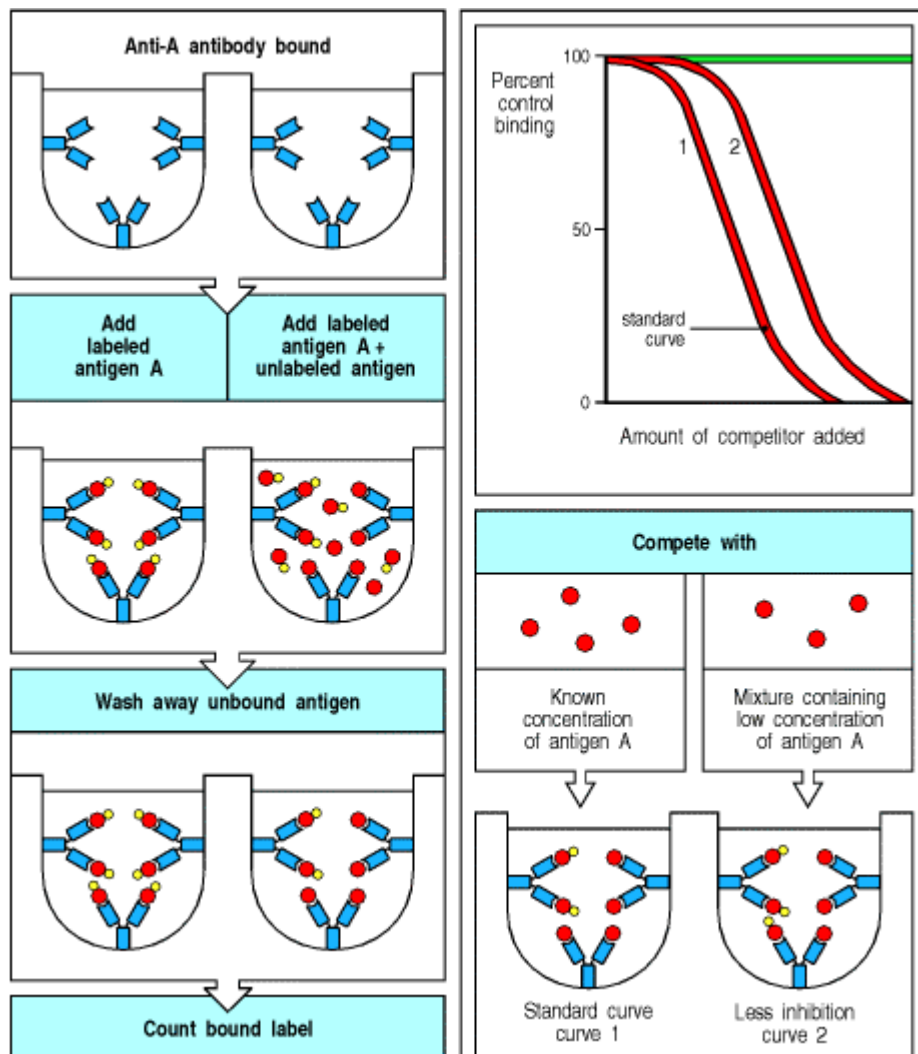 Anti-A antibody bound
Add
labeled
antigen A
Add labeled
antigen A +
unlabeled antigen
Wash away unbound antigen
Count bound label
Percent
control
binding
100
50
0
1
2
standard
curve
Amount of competitor added
Compete with
Known
concentration
of antigen A
Mixture containing
low concentration
of antigen A
Standard curve
curve 1
Less inhibition
curve 2